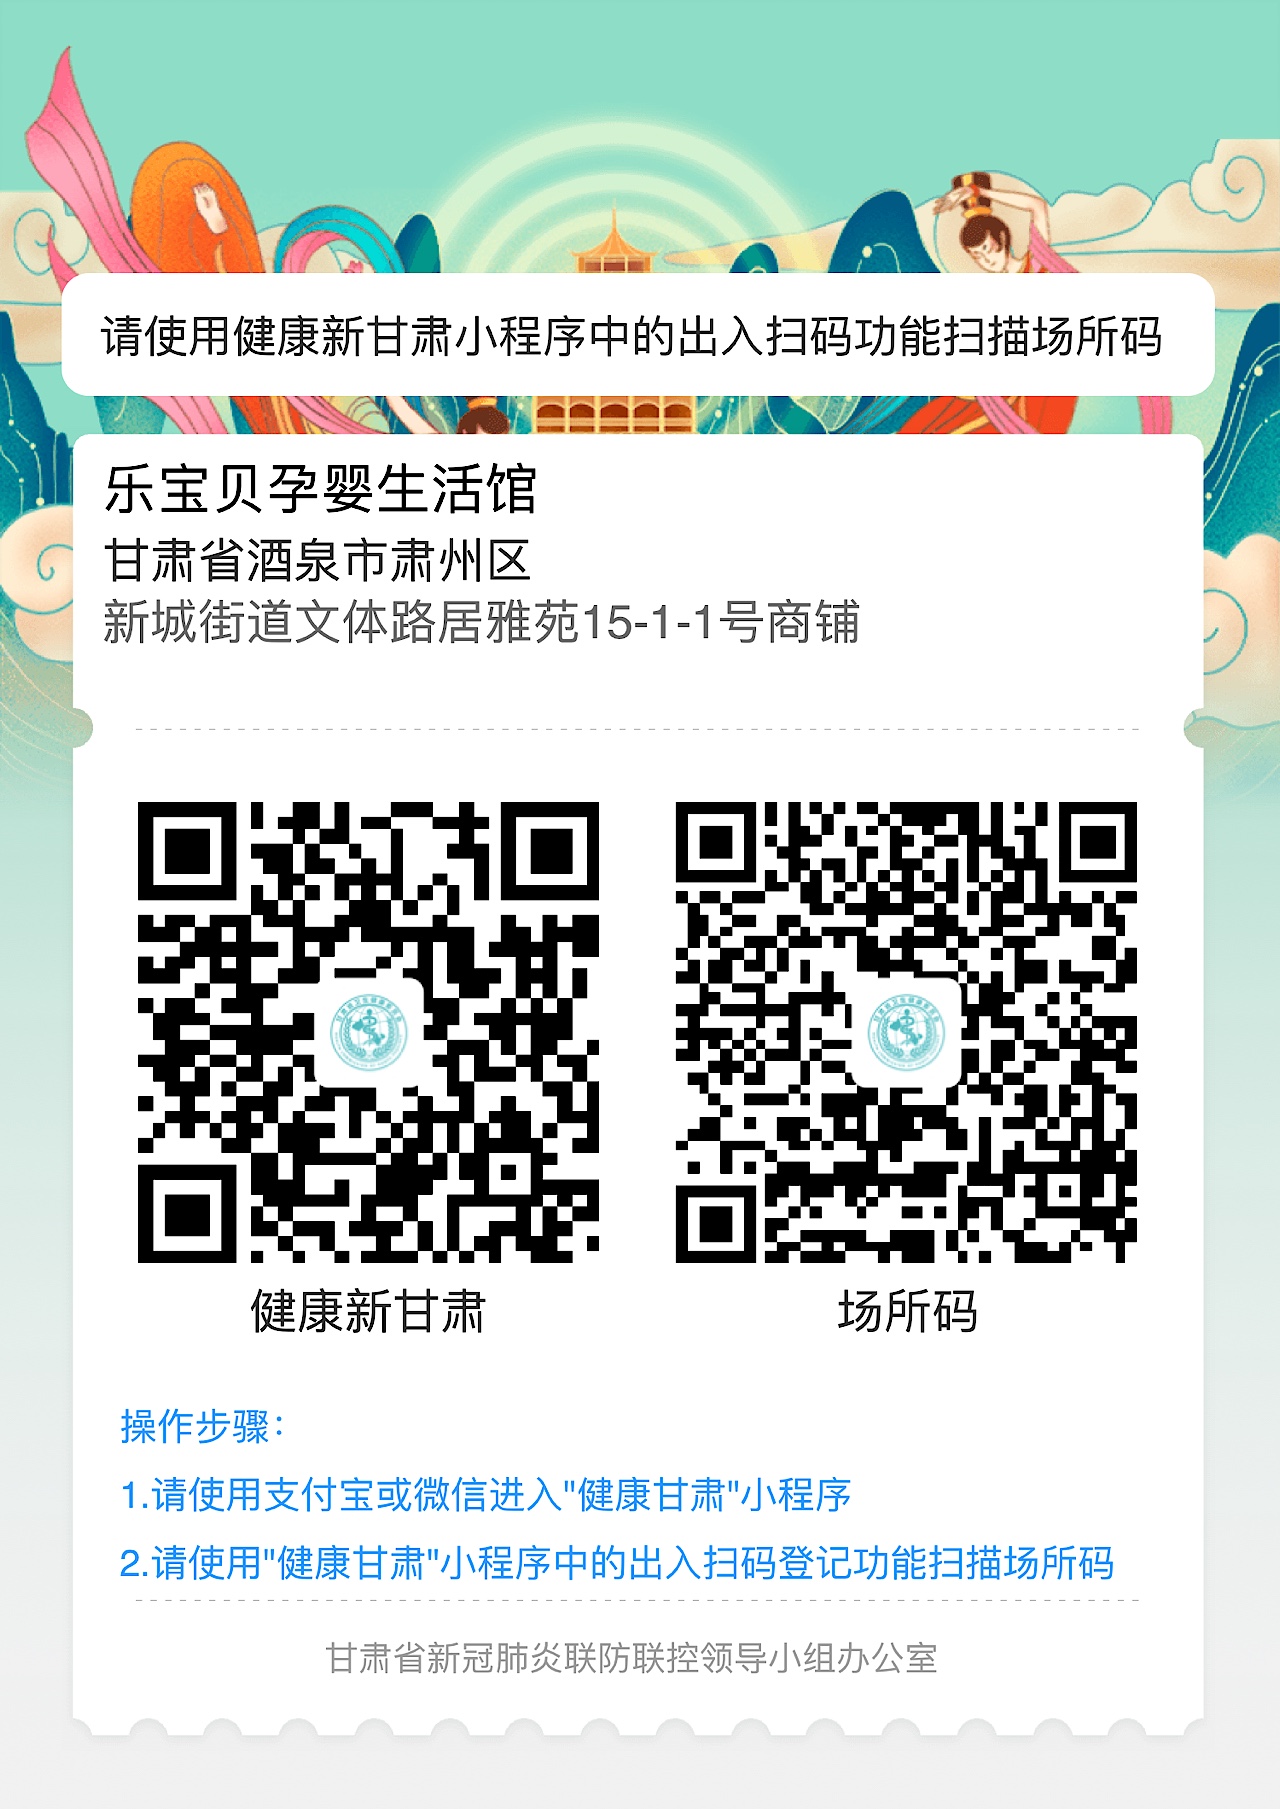 请使用健康新甘肃小程序中的出入扫码功能扫描场所码
乐宝贝孕婴生活馆
甘肃省酒泉市肃州区
新城街道文体路居雅苑15-1-1号商铺
健康新甘肃
场所码
操作步骤：
1.请使用支付宝或微信进入"健康甘肃"小程序
2.请使用"健康甘肃"小程序中的出入扫码登记功能扫描场所码
甘肃省新冠肺炎联防联控领导小组办公室